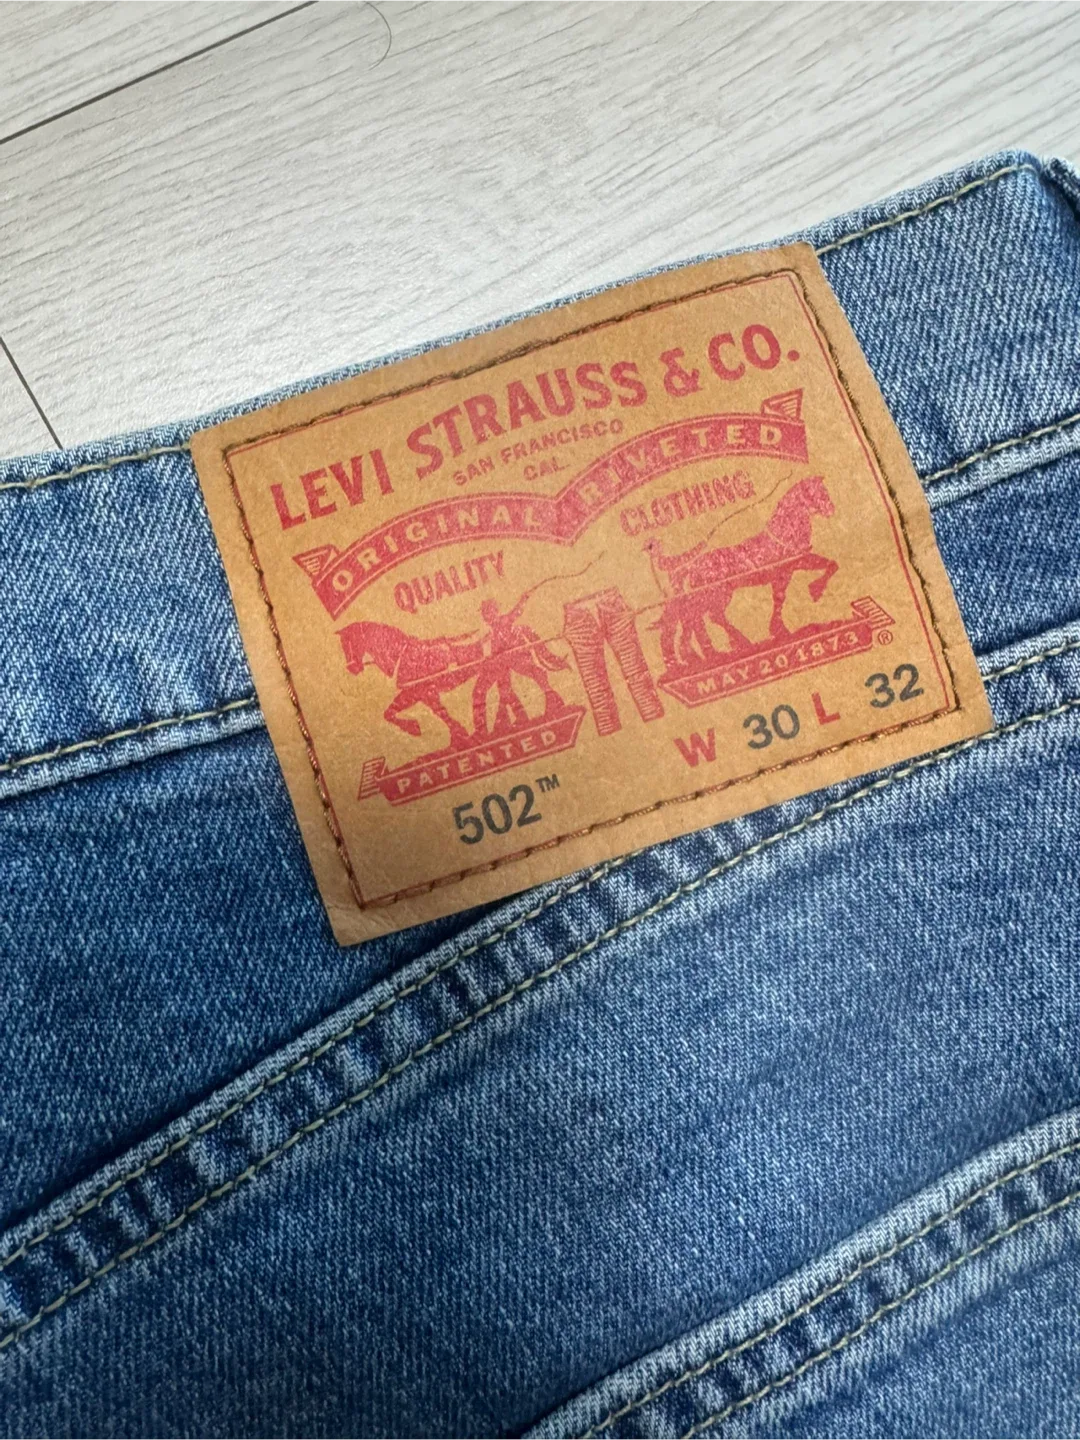 LEVI STRAUSS & CO.
SAN FRANCISCO
CAL
ORIGINAL RIVETED
QUALITY CLOTHING
PATENTED MAY 20 1873 ®
502™ W 30 L 32